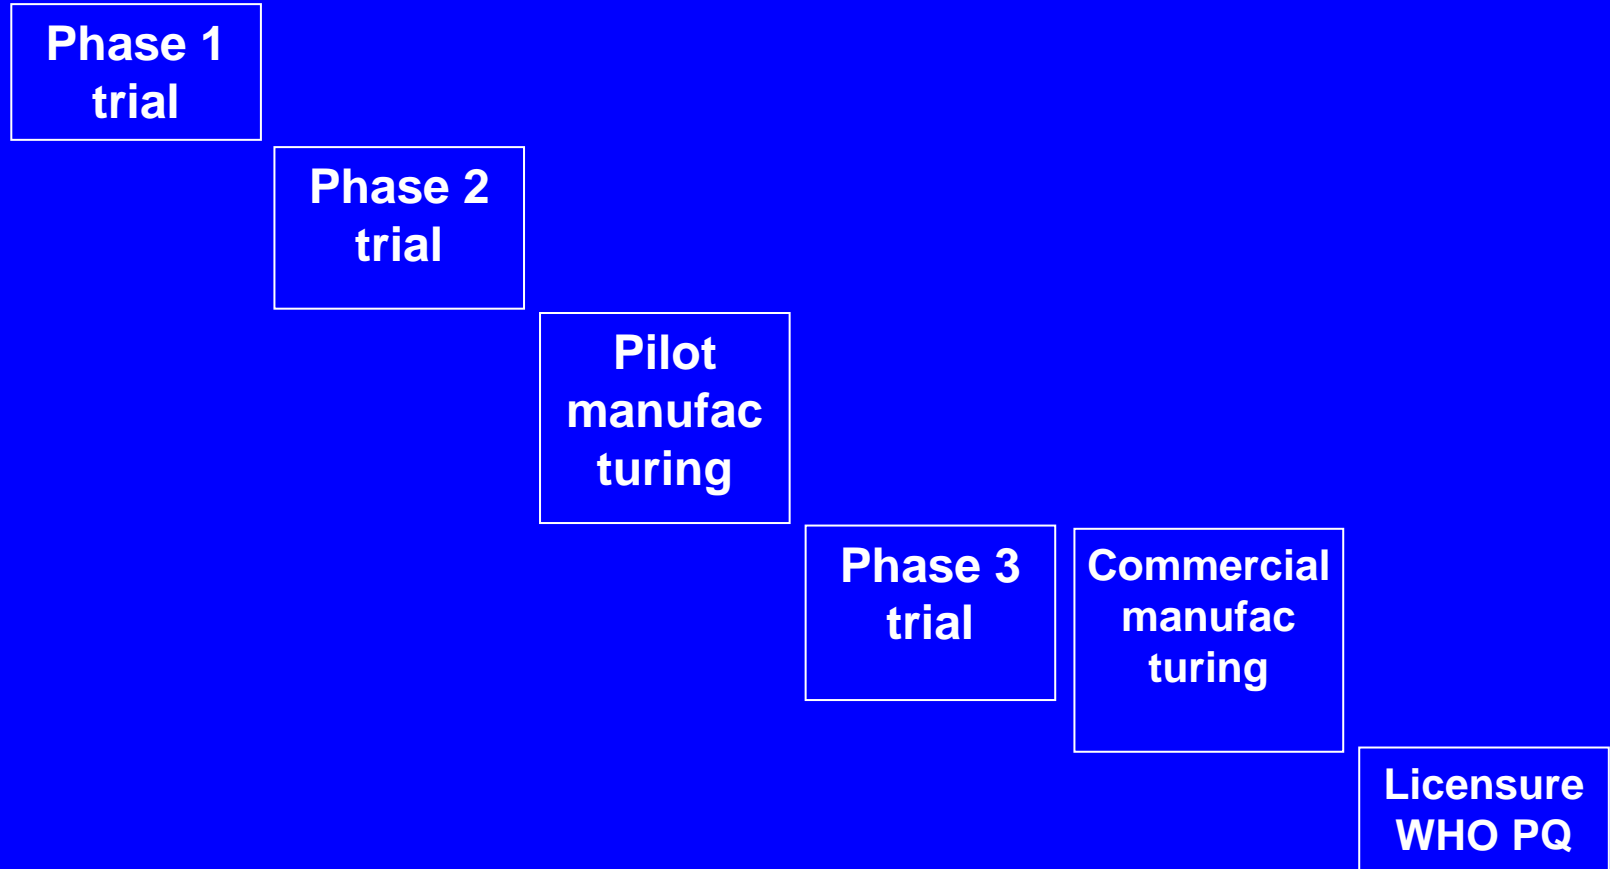 Phase 1
trial
Phase 2
trial
Pilot
manufac
turing
Phase 3
trial
Commercial
manufac
turing
Licensure
WHO PQ